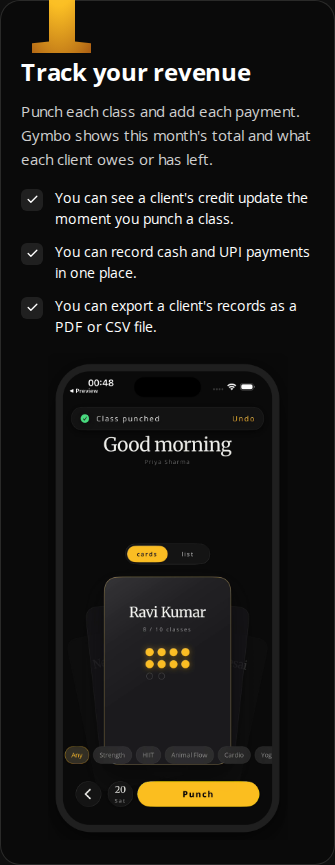 1
Track your revenue
Punch each class and add each payment.
Gymbo shows this month's total and what
each client owes or has left.
You can see a client's credit update the
moment you punch a class.
You can record cash and UPI payments
in one place.
You can export a client's records as a
PDF or CSV file.
00:48
Preview
Class punched Undo
Good morning
Priya Sharma
cards list
Ravi Kumar
8 / 10 classes
Any Strength HIIT Animal Flow Cardio Yog
20
Sat
Punch